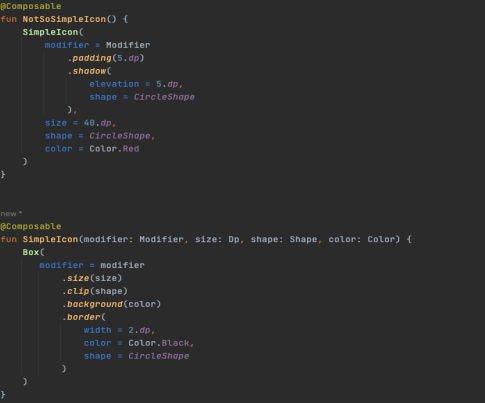 @Composable
fun NotSoSimpleIcon() {
    SimpleIcon(
        modifier = Modifier
            .padding(5.dp)
            .shadow(
                elevation = 5.dp,
                shape = CircleShape
            ),
        size = 40.dp,
        shape = CircleShape,
        color = Color.Red
    )
}
new *
@Composable
fun SimpleIcon(modifier: Modifier, size: Dp, shape: Shape, color: Color) {
    Box(
        modifier = modifier
            .size(size)
            .clip(shape)
            .background(color)
            .border(
                width = 2.dp,
                color = Color.Black,
                shape = CircleShape
            )
    )
}